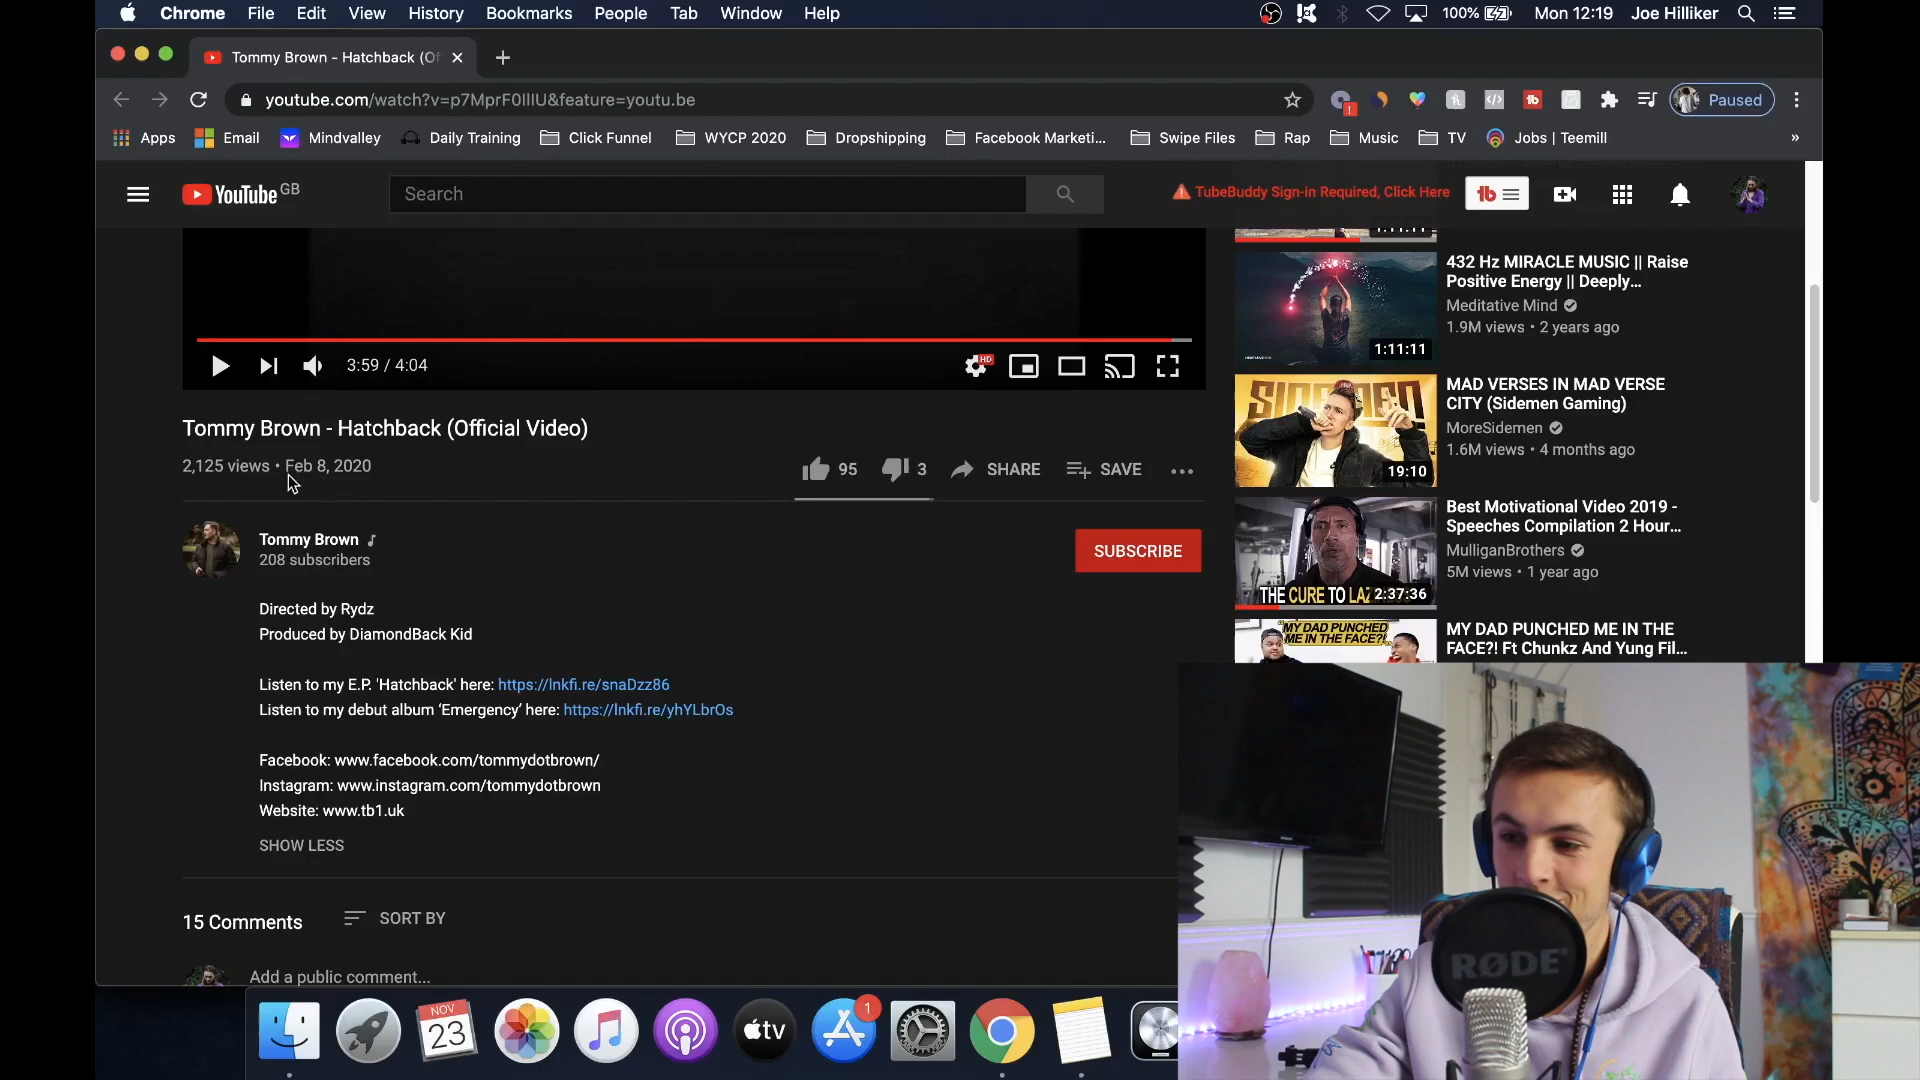 Chrome File Edit View History Bookmarks People Tab Window Help 100% Mon 12:19 Joe Hilliker
Tommy Brown - Hatchback (O
youtube.com/watch?v=p7MprF0lIIU&feature=youtu.be Paused
Apps Email Mindvalley Daily Training Click Funnel WYCP 2020 Dropshipping Facebook Marketi... Swipe Files Rap Music TV Jobs | Teemill »
YouTube GB Search TubeBuddy Sign-in Required, Click Here tb
1:11:11
432 Hz MIRACLE MUSIC || Raise
Positive Energy || Deeply...
Meditative Mind
1.9M views • 2 years ago
1:11:11
3:59 / 4:04
HD
SIDEMEN
19:10
MAD VERSES IN MAD VERSE
CITY (Sidemen Gaming)
MoreSidemen
1.6M views • 4 months ago
Tommy Brown - Hatchback (Official Video)
2,125 views • Feb 8, 2020
95 3 SHARE SAVE
Best Motivational Video 2019 -
Speeches Compilation 2 Hour...
MulliganBrothers
5M views • 1 year ago
THE CURE TO
2:37:36
Tommy Brown
208 subscribers
SUBSCRIBE
Directed by Rydz
Produced by DiamondBack Kid
"MY DAD PUNCHED
ME IN THE FACE?!
MY DAD PUNCHED ME IN THE
FACE?! Ft Chunkz And Yung Fil...
Listen to my E.P. 'Hatchback' here: https://lnkfi.re/snaDzz86
Listen to my debut album ‘Emergency’ here: https://lnkfi.re/yhYLbrOs
Facebook: www.facebook.com/tommydotbrown/
Instagram: www.instagram.com/tommydotbrown
Website: www.tb1.uk
SHOW LESS
15 Comments SORT BY
Add a public comment...
RØDE
NOV
23
tv
1